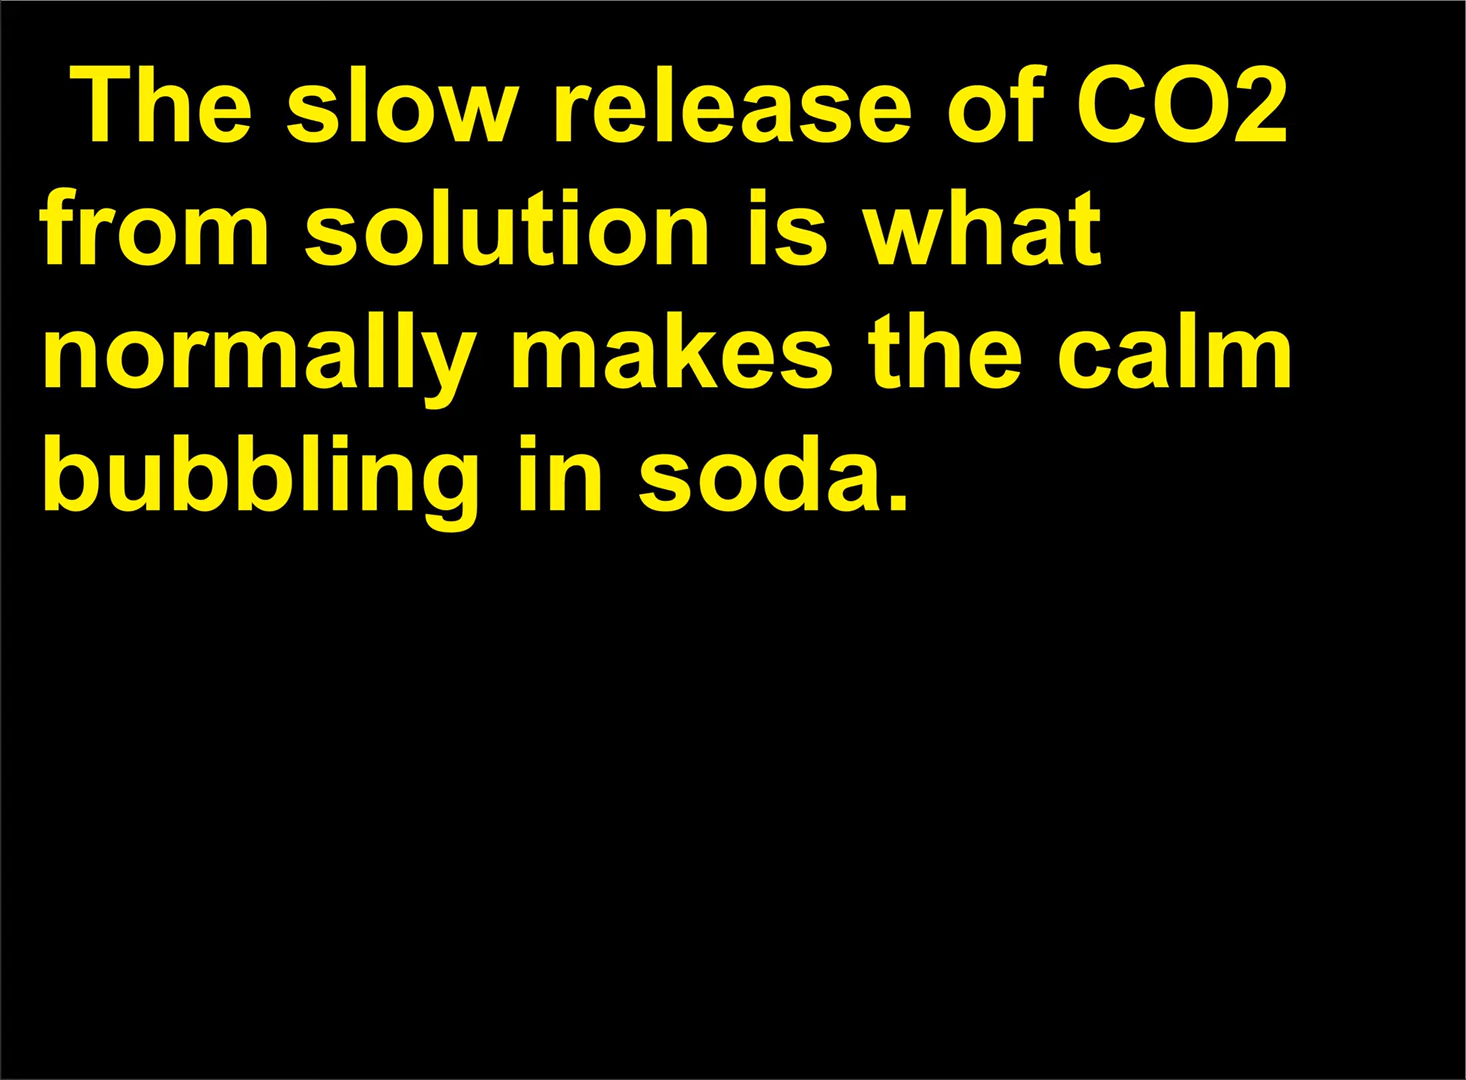 The slow release of CO2
from solution is what
normally makes the calm
bubbling in soda.